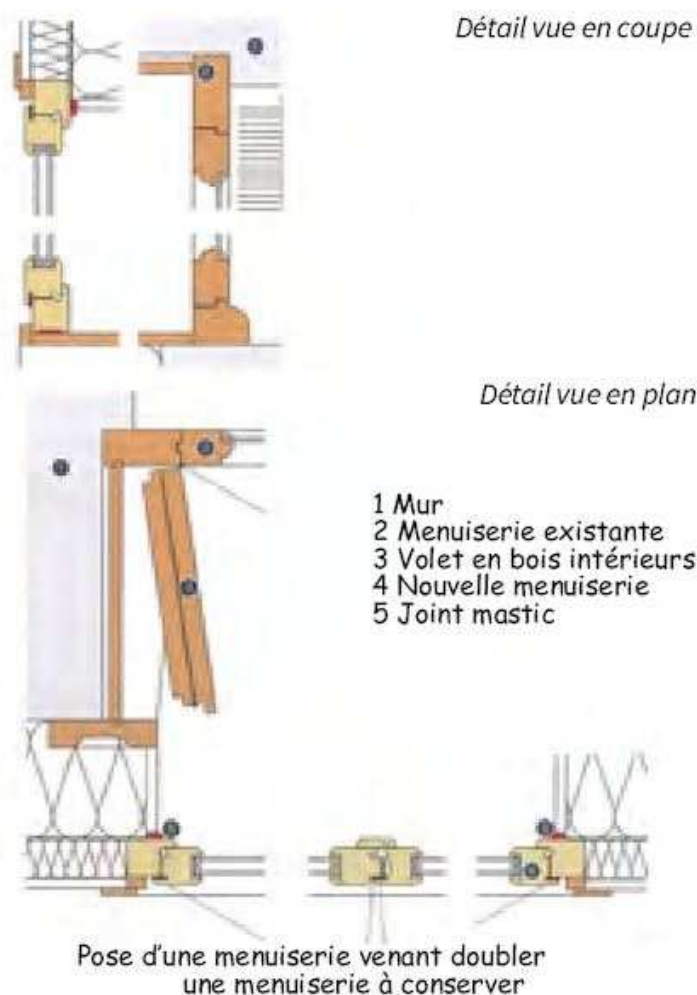 Détail vue en coupe
Détail vue en plan
1 Mur
2 Menuiserie existante
3 Volet en bois intérieurs
4 Nouvelle menuiserie
5 Joint mastic
Pose d'une menuiserie venant doubler
une menuiserie à conserver